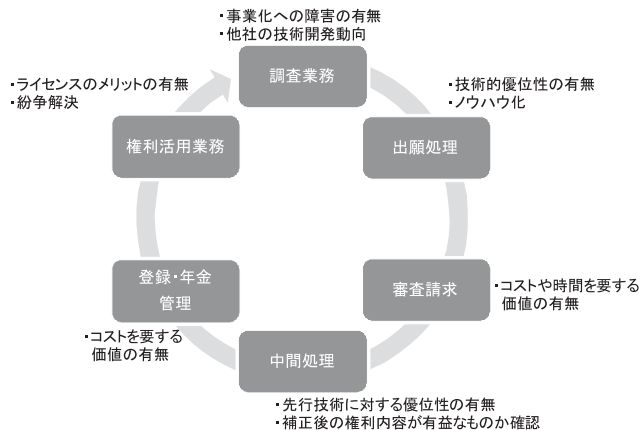 ・事業化への障害の有無
・他社の技術開発動向
調査業務
・技術的優位性の有無
・ノウハウ化
出願処理
・コストや時間を要する
価値の有無
審査請求
中間処理
・先行技術に対する優位性の有無
・補正後の権利内容が有益なものか確認
登録・年金
管理
・コストを要する
価値の有無
・ライセンスのメリットの有無
・紛争解決
権利活用業務